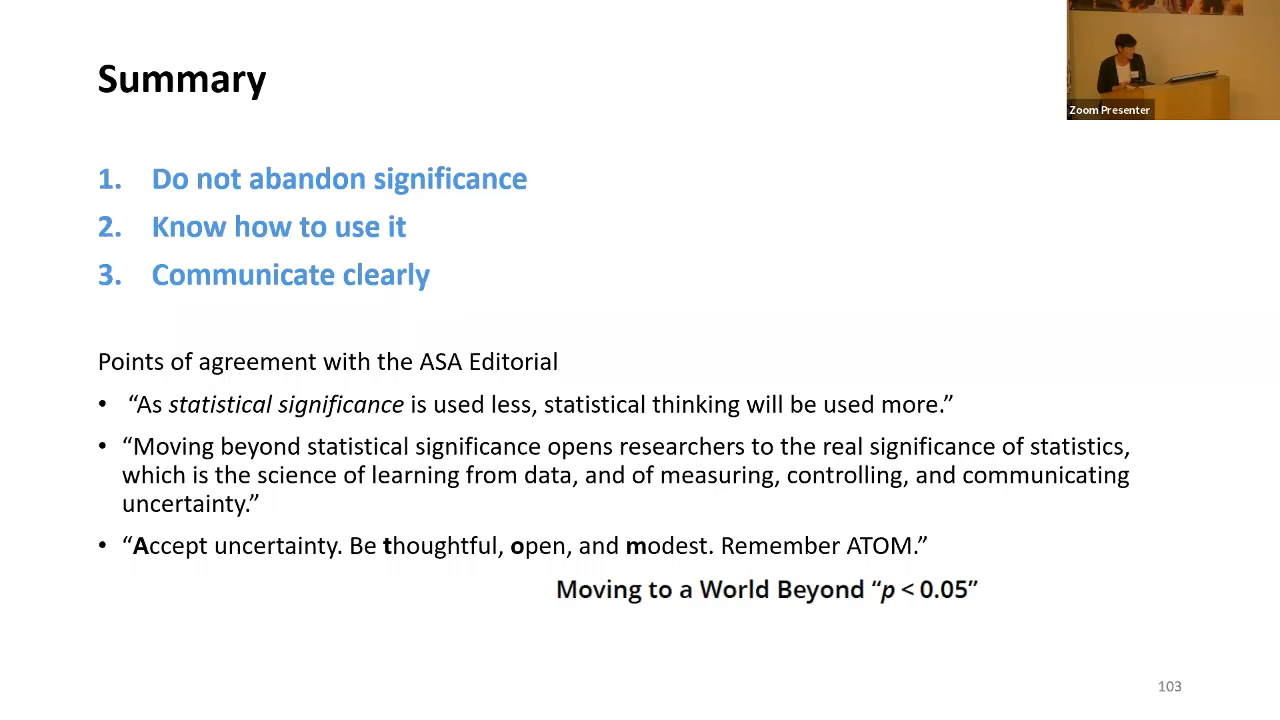 Summary
Zoom Presenter
1. Do not abandon significance
2. Know how to use it
3. Communicate clearly
Points of agreement with the ASA Editorial
• “As statistical significance is used less, statistical thinking will be used more.”
• “Moving beyond statistical significance opens researchers to the real significance of statistics,
which is the science of learning from data, and of measuring, controlling, and communicating
uncertainty.”
• “Accept uncertainty. Be thoughtful, open, and modest. Remember ATOM.”
Moving to a World Beyond “p < 0.05”
103